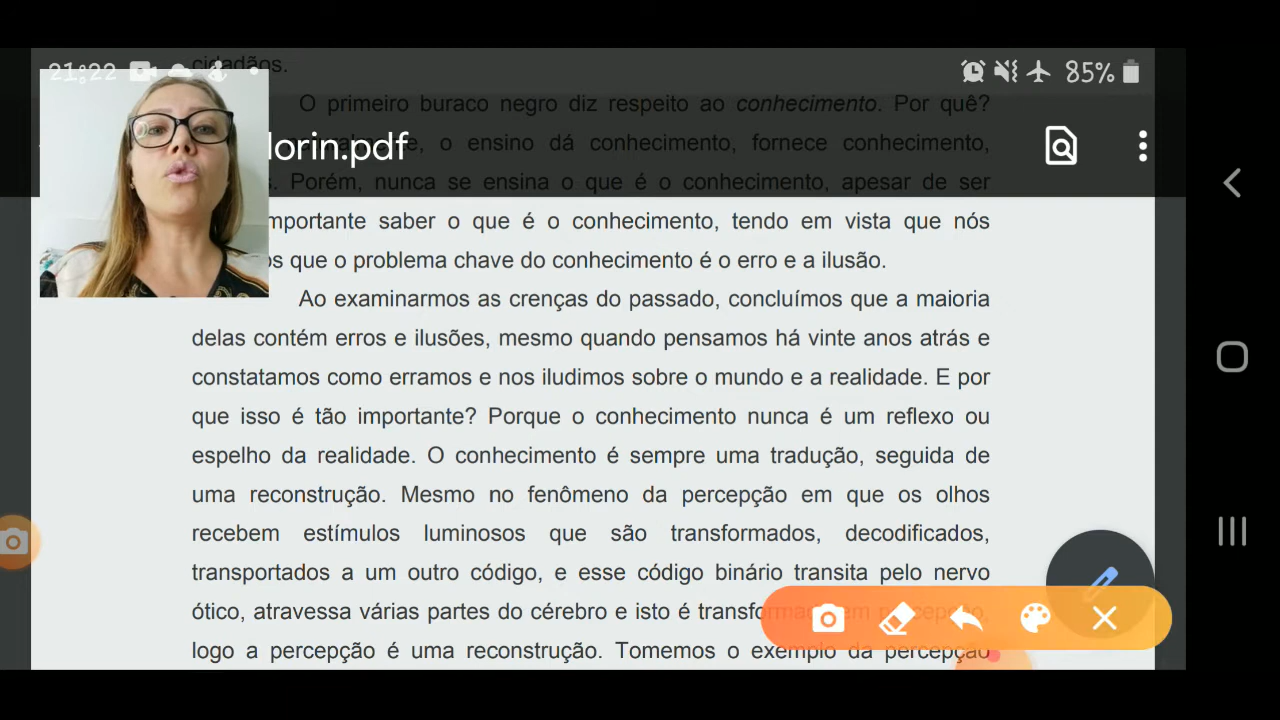 cidadãos.
21:22
85%
O primeiro buraco negro diz respeito ao conhecimento. Por quê?
o ensino dá conhecimento, fornece conhecimento,
orin.pdf
Porém, nunca se ensina o que é o conhecimento, apesar de ser
importante saber o que é o conhecimento, tendo em vista que nós
que o problema chave do conhecimento é o erro e a ilusão.
Ao examinarmos as crenças do passado, concluímos que a maioria
delas contém erros e ilusões, mesmo quando pensamos há vinte anos atrás e
constatamos como erramos e nos iludimos sobre o mundo e a realidade. E por
que isso é tão importante? Porque o conhecimento nunca é um reflexo ou
espelho da realidade. O conhecimento é sempre uma tradução, seguida de
uma reconstrução. Mesmo no fenômeno da percepção em que os olhos
recebem estímulos luminosos que são transformados, decodificados,
transportados a um outro código, e esse código binário transita pelo nervo
ótico, atravessa várias partes do cérebro e isto é transformaç em percepção,
logo a percepção é uma reconstrução. Tomemos o exemplo da percepção